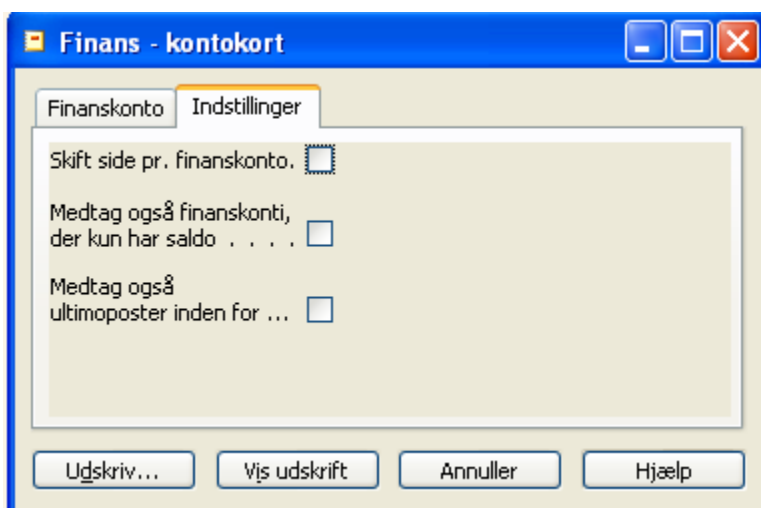 Finans - kontokort
Finanskonto
Indstillinger
Skift side pr. finanskonto.
Medtag også finanskonti,
der kun har saldo . . . .
Medtag også
ultimoposter inden for ...
Udskriv...
Vis udskrift
Annuller
Hjælp